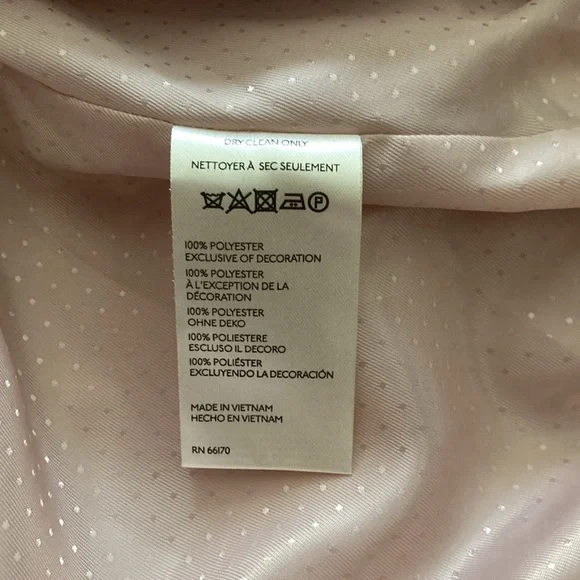 DRY CLEAN ONLY
NETTOYER À SEC SEULEMENT
P
100% POLYESTER
EXCLUSIVE OF DECORATION
100% POLYESTER
À L'EXCEPTION DE LA
DÉCORATION
100% POLYESTER
OHNE DEKO
100% POLIESTERE
ESCLUSO IL DECORO
100% POLIÉSTER
EXCLUYENDO LA DECORACIÓN
MADE IN VIETNAM
HECHO EN VIETNAM
RN 66170